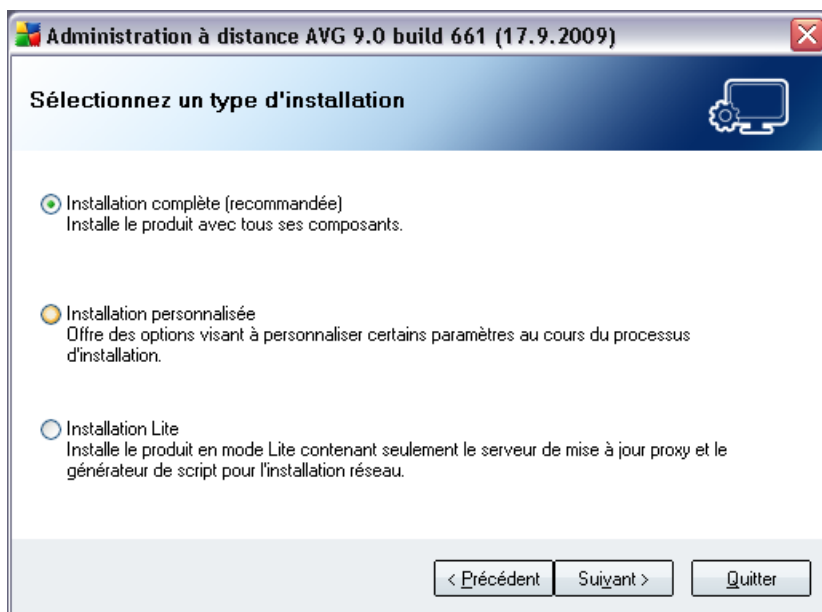 Administration à distance AVG 9.0 build 661 (17.9.2009)
Sélectionnez un type d'installation
Installation complète (recommandée)
Installe le produit avec tous ses composants.
Installation personnalisée
Offre des options visant à personnaliser certains paramètres au cours du processus
d'installation.
Installation Lite
Installe le produit en mode Lite contenant seulement le serveur de mise à jour proxy et le
générateur de script pour l'installation réseau.
< Précédent Suivant > Quitter